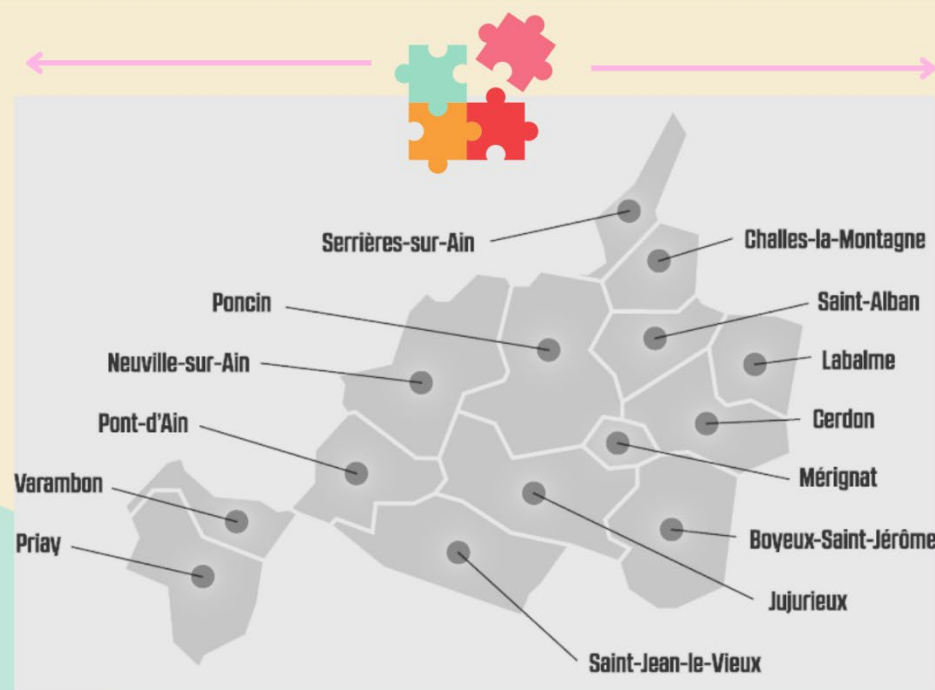 Serrières-sur-Ain
Challes-la-Montagne
Poncin
Saint-Alban
Neuville-sur-Ain
Labalme
Pont-d'Ain
Cerdon
Varambon
Mérignat
Priay
Boyeux-Saint-Jérôme
Jujurieux
Saint-Jean-le-Vieux